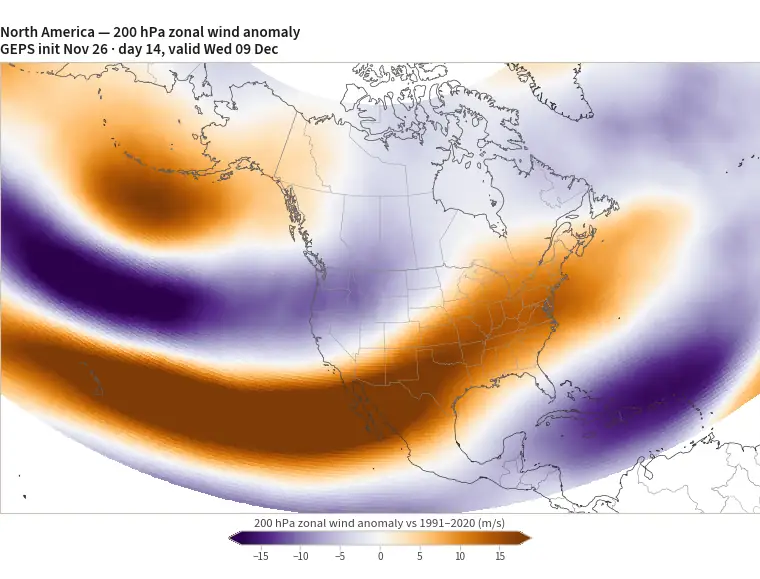 North America — 200 hPa zonal wind anomaly
GEPS init Nov 26 · day 14, valid Wed 09 Dec
200 hPa zonal wind anomaly vs 1991–2020 (m/s)
−15 −10 −5 0 5 10 15